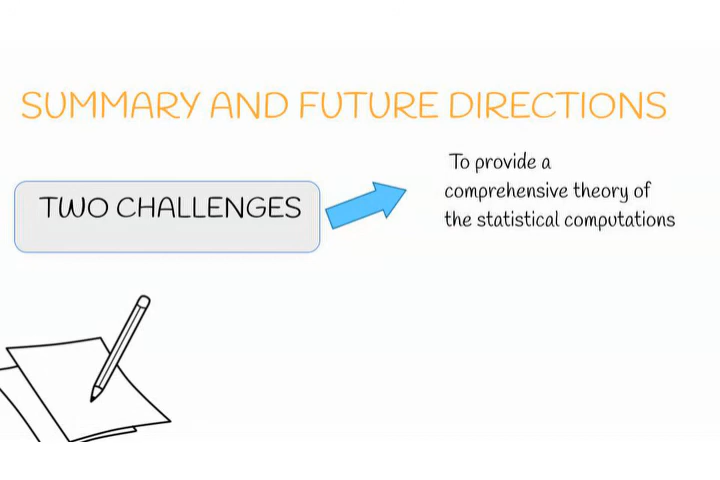 SUMMARY AND FUTURE DIRECTIONS
TWO CHALLENGES
To provide a
comprehensive theory of
the statistical computations